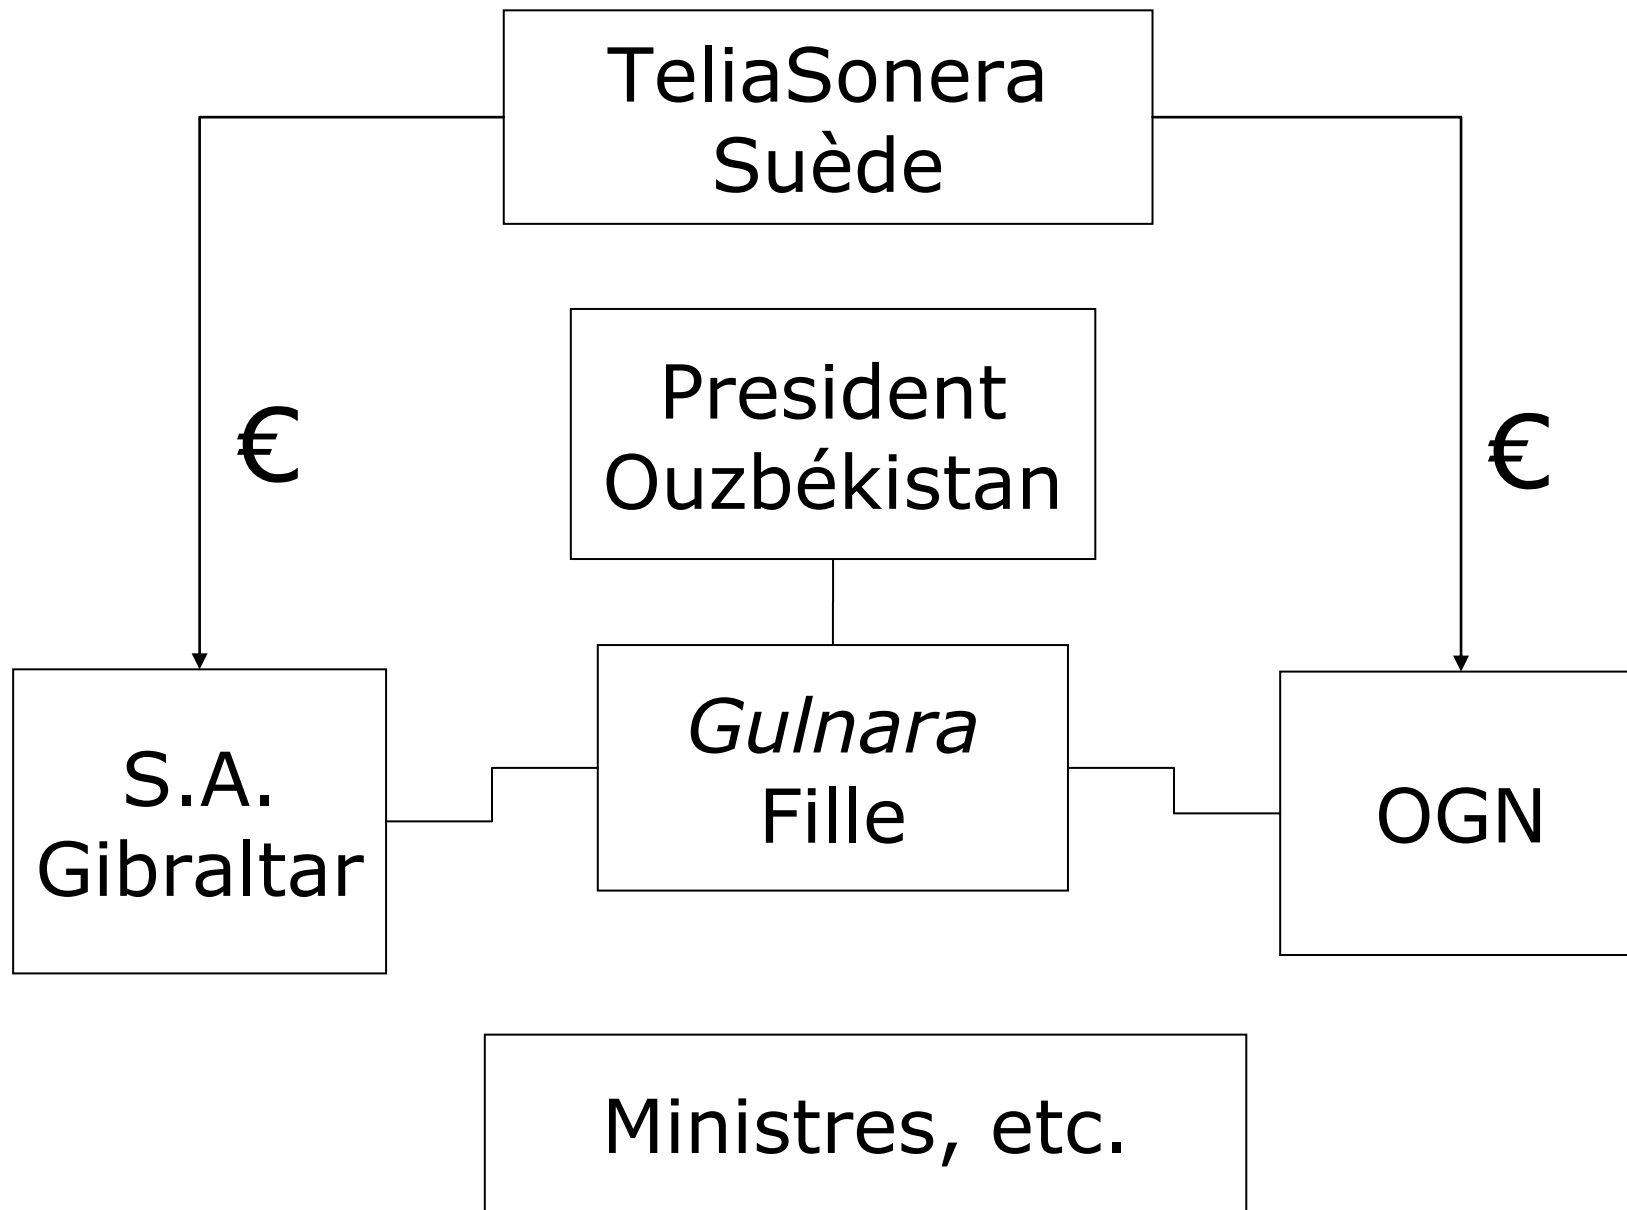 TeliaSonera
Suède
President
Ouzbékistan
€
€
Gulnara
Fille
S.A.
Gibraltar
OGN
Ministres, etc.